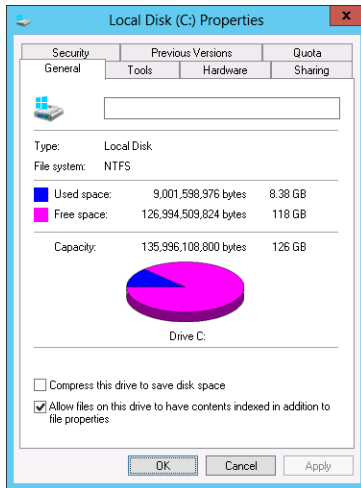 Local Disk (C:) Properties
x
Security Previous Versions Quota
General Tools Hardware Sharing
Type: Local Disk
File system: NTFS
Used space: 9,001,598,976 bytes 8.38 GB
Free space: 126,994,509,824 bytes 118 GB
Capacity: 135,996,108,800 bytes 126 GB
Drive C:
Compress this drive to save disk space
Allow files on this drive to have contents indexed in addition to
file properties
OK Cancel Apply